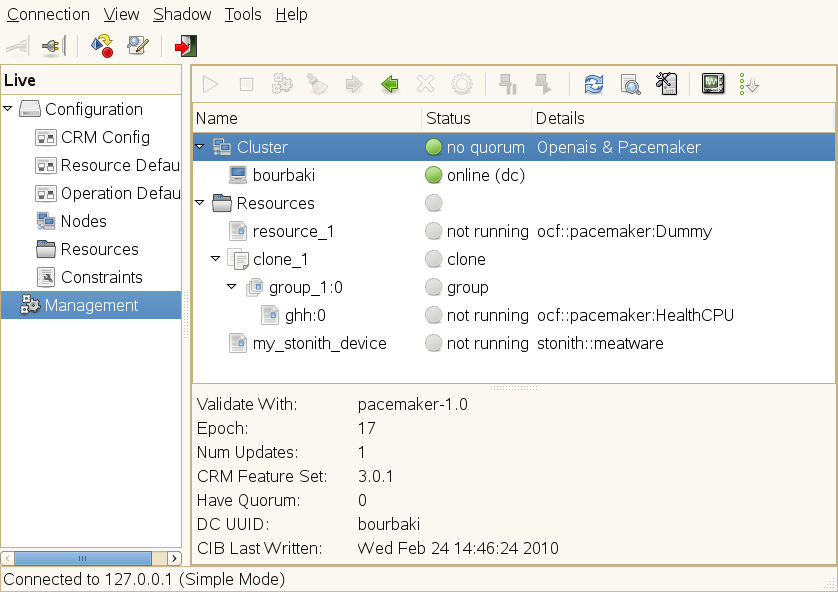 Connection View Shadow Tools Help
Live
Configuration
CRM Config
Resource Defau
Operation Defau
Nodes
Resources
Constraints
Management
Name Status Details
Cluster no quorum Openais & Pacemaker
bourbaki online (dc)
Resources
resource_1 not running ocf::pacemaker:Dummy
clone_1 clone
group_1:0 group
ghh:0 not running ocf::pacemaker:HealthCPU
my_stonith_device not running stonith::meatware
Validate With: pacemaker-1.0
Epoch: 17
Num Updates: 1
CRM Feature Set: 3.0.1
Have Quorum: 0
DC UUID: bourbaki
CIB Last Written: Wed Feb 24 14:46:24 2010
Connected to 127.0.0.1 (Simple Mode)